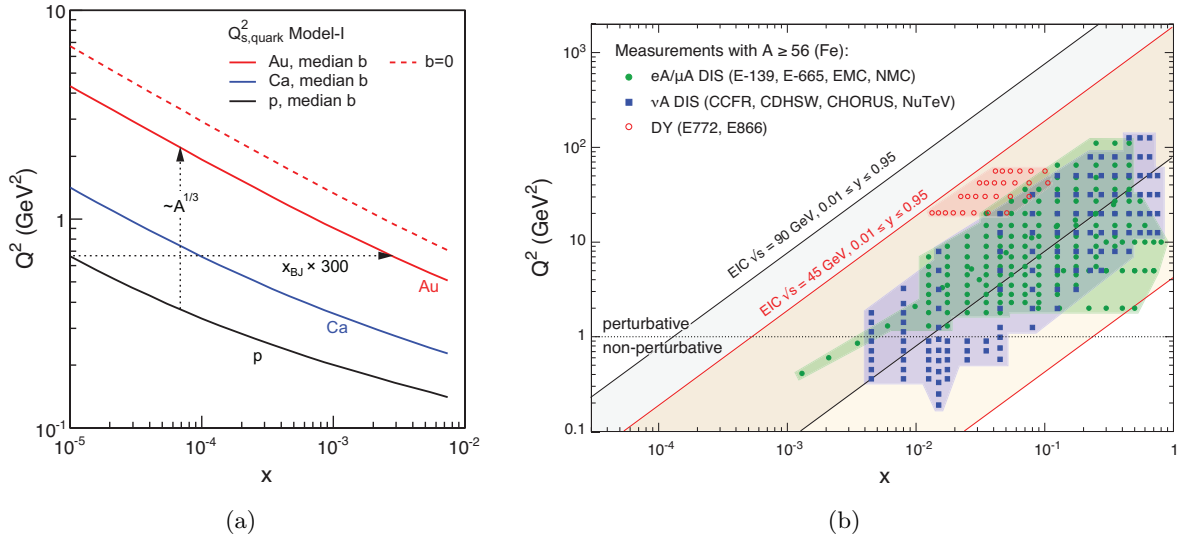 10
Q²s,quark Model-I
Au, median b
b=0
Ca, median b
p, median b
Q² (GeV²)
~A^1/3
1
x_BJ × 300
Au
Ca
p
10⁻¹
10⁻⁵ 10⁻⁴ 10⁻³ 10⁻²
x
(a)
10³
Measurements with A ≥ 56 (Fe):
eA/μA DIS (E-139, E-665, EMC, NMC)
νA DIS (CCFR, CDHSW, CHORUS, NuTeV)
DY (E772, E866)
10²
EIC √s = 90 GeV, 0.01 ≤ y ≤ 0.95
EIC √s = 45 GeV, 0.01 ≤ y ≤ 0.95
Q² (GeV²)
10
perturbative
1
non-perturbative
0.1
10⁻⁴ 10⁻³ 10⁻² 10⁻¹ 1
x
(b)